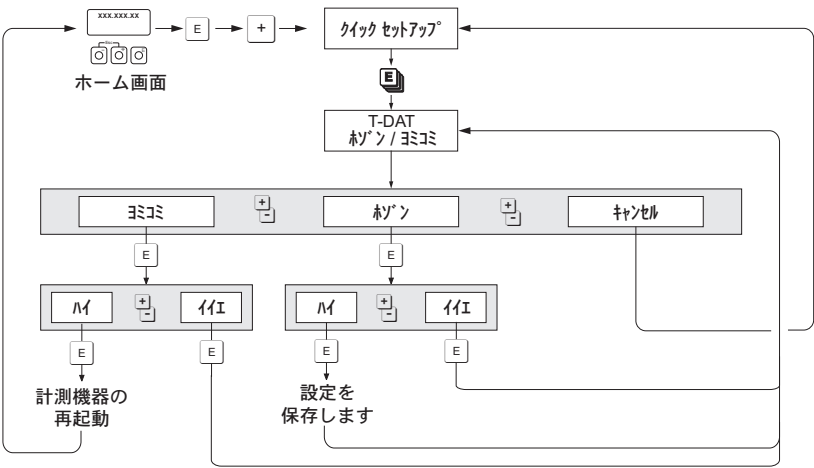 xxx.xxx.xx
E
+
ｸｲｯｸ ｾｯﾄｱｯﾌﾟ
Esc
- + E
ホーム画面
E
T-DAT
ﾎｿﾞﾝ / ﾖﾐｺﾐ
ﾖﾐｺﾐ
+
-
ﾎｿﾞﾝ
+
-
ｷｬﾝｾﾙ
E
E
ﾊｲ
+
-
ｲｲｴ
ﾊｲ
+
-
ｲｲｴ
E
E
E
E
計測機器の
再起動
設定を
保存します